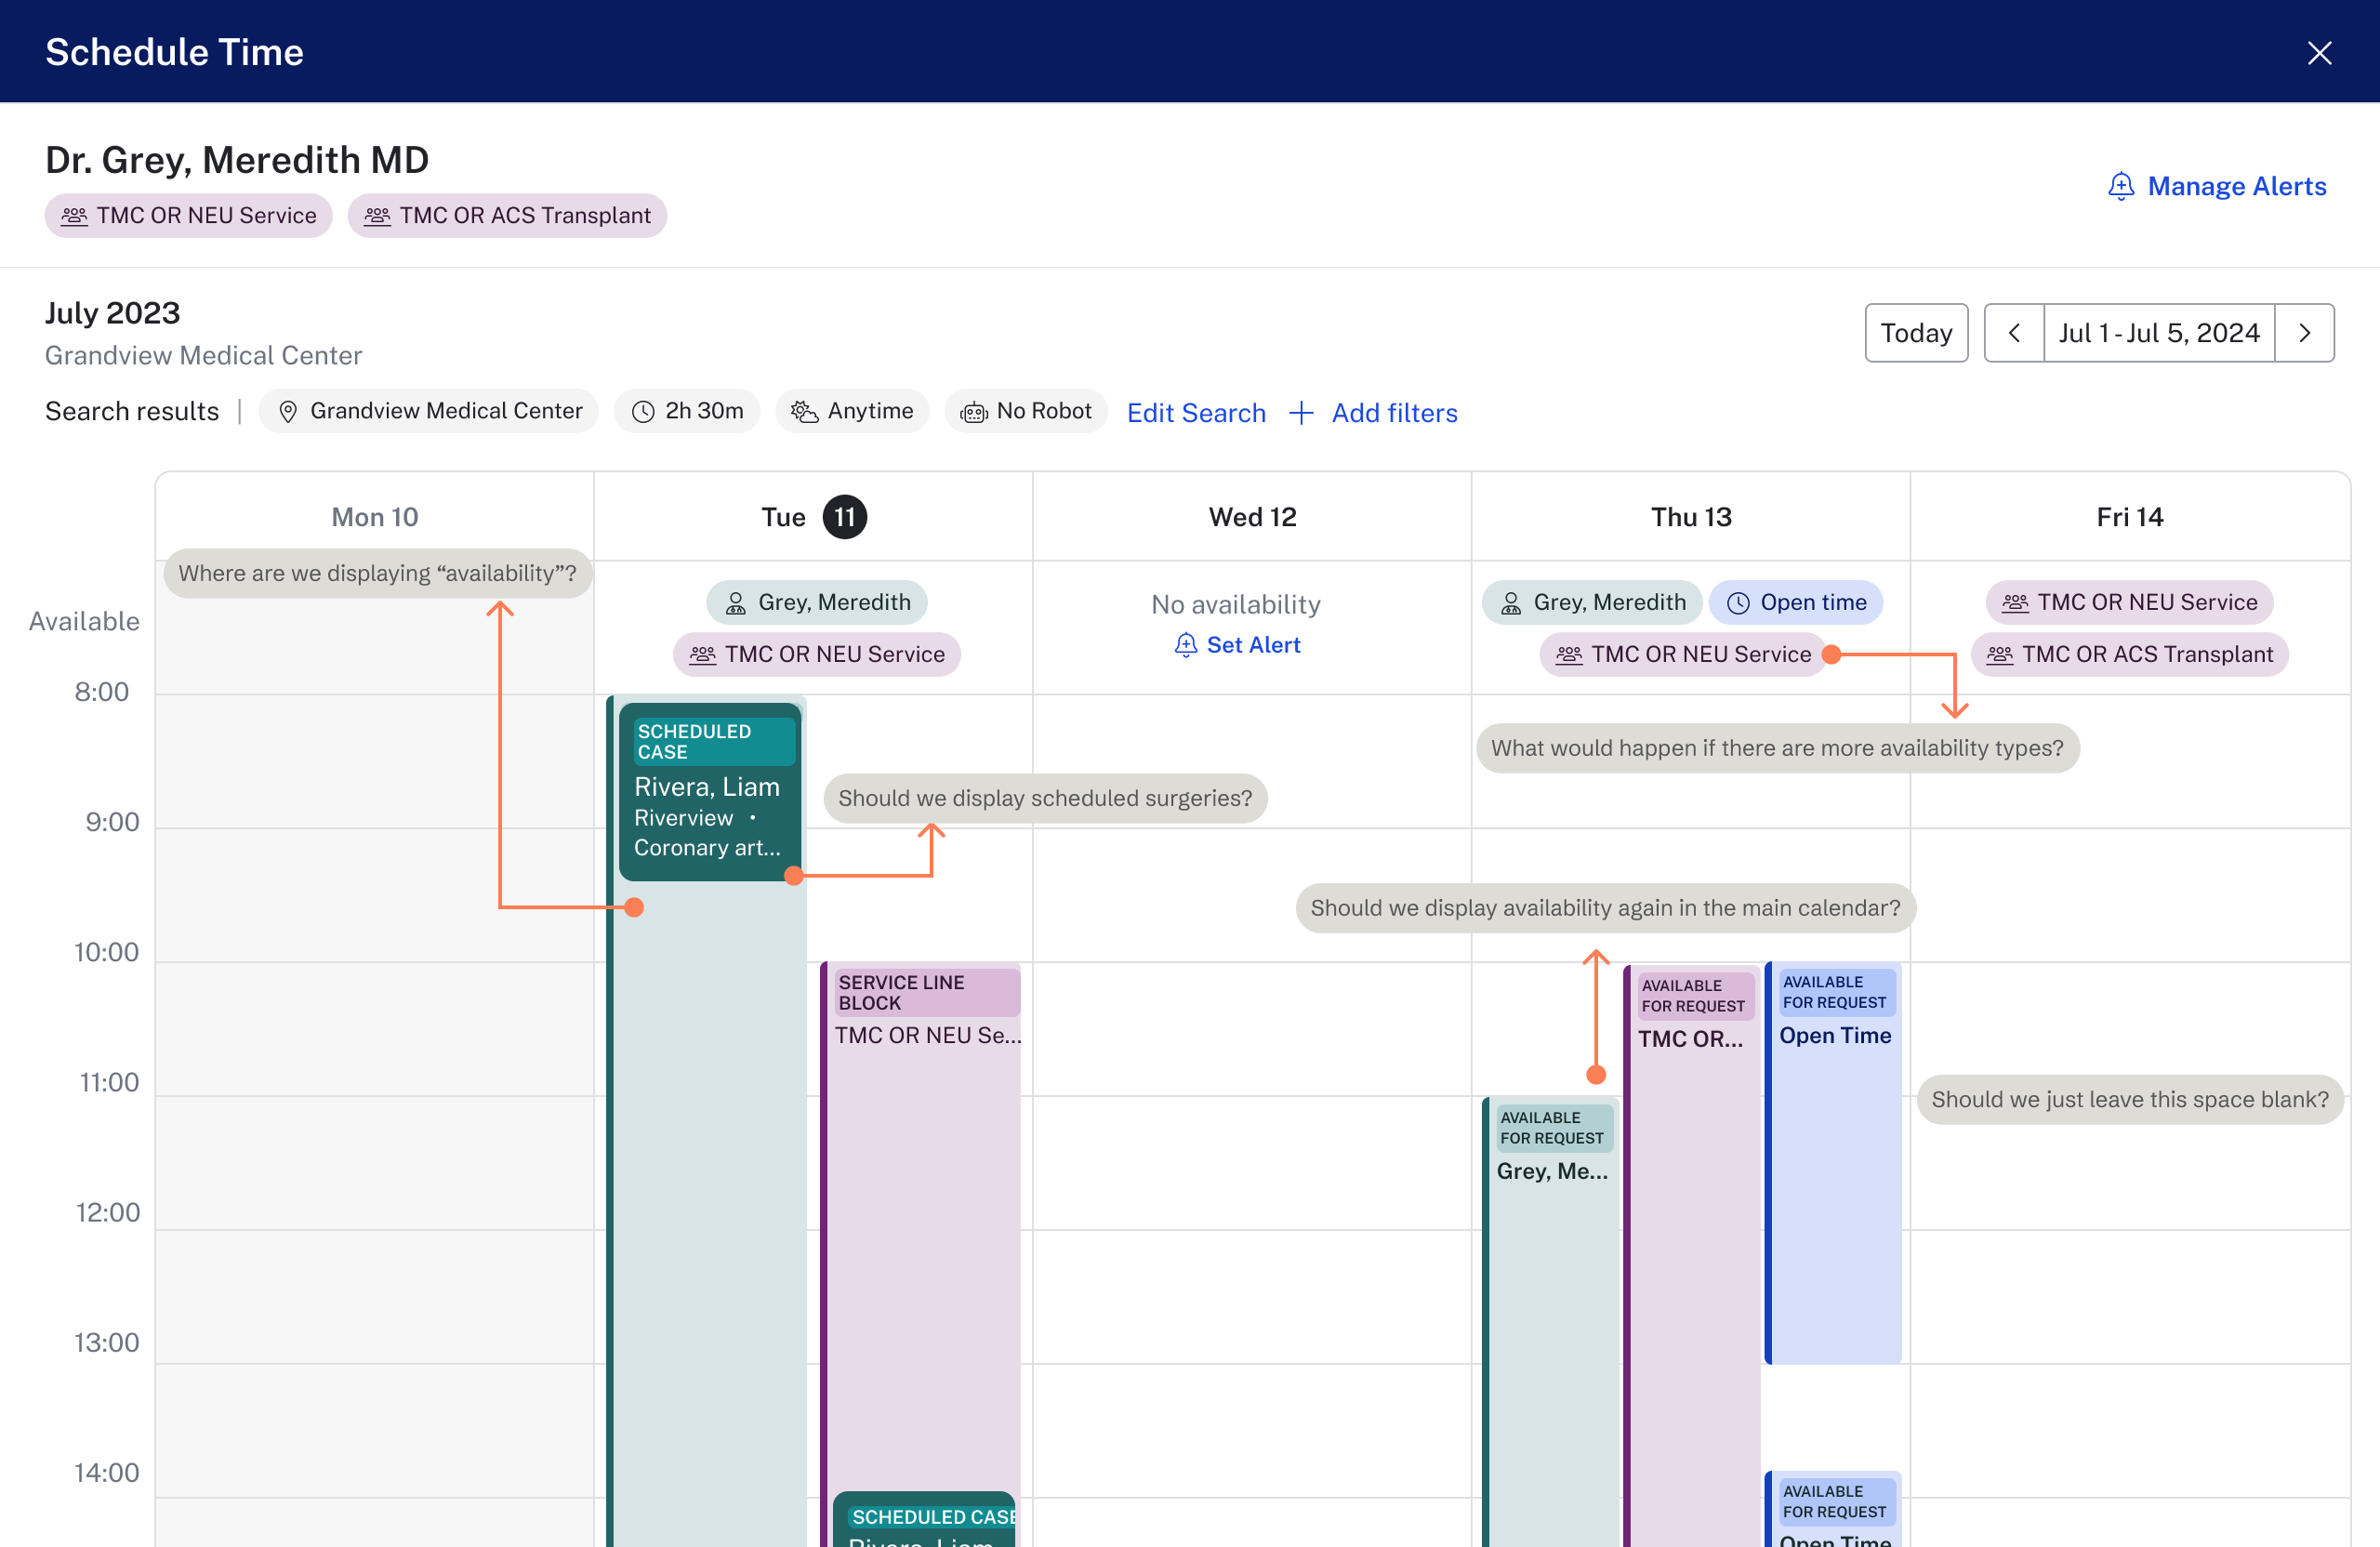 Schedule Time
Dr. Grey, Meredith MD
TMC OR NEU Service
TMC OR ACS Transplant
Manage Alerts
July 2023
Grandview Medical Center
Today
Jul 1 - Jul 5, 2024
Search results
Grandview Medical Center
2h 30m
Anytime
No Robot
Edit Search
Add filters
Mon 10
Tue 11
Wed 12
Thu 13
Fri 14
Where are we displaying “availability”?
Available
Grey, Meredith
TMC OR NEU Service
No availability
Set Alert
Grey, Meredith
Open time
TMC OR NEU Service
TMC OR NEU Service
TMC OR ACS Transplant
8:00
SCHEDULED
CASE
Rivera, Liam
Riverview •
Coronary art...
Should we display scheduled surgeries?
What would happen if there are more availability types?
9:00
Should we display availability again in the main calendar?
10:00
SERVICE LINE
BLOCK
TMC OR NEU Se...
AVAILABLE
FOR REQUEST
TMC OR...
AVAILABLE
FOR REQUEST
Open Time
11:00
AVAILABLE
FOR REQUEST
Grey, Me...
Should we just leave this space blank?
12:00
13:00
14:00
SCHEDULED CASE
Rivera, Liam
AVAILABLE
FOR REQUEST
Open Time